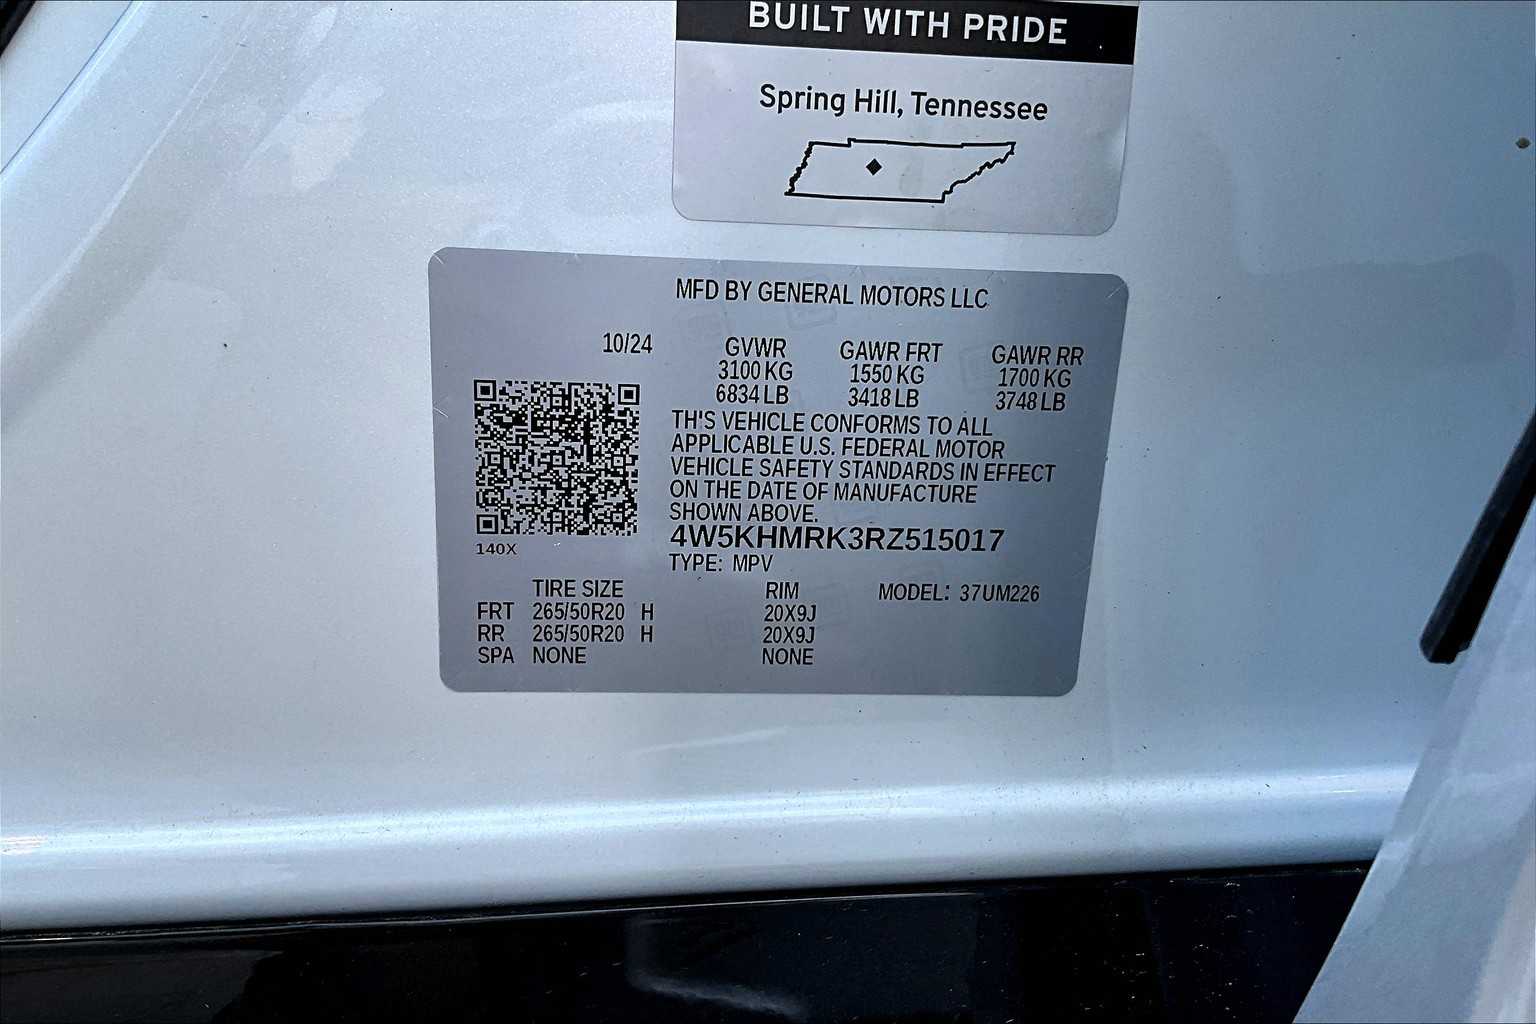 BUILT WITH PRIDE
Spring Hill, Tennessee
MFD BY GENERAL MOTORS LLC
10/24 GVWR GAWR FRT GAWR RR
3100 KG 1550 KG 1700 KG
6834 LB 3418 LB 3748 LB
TH'S VEHICLE CONFORMS TO ALL
APPLICABLE U.S. FEDERAL MOTOR
VEHICLE SAFETY STANDARDS IN EFFECT
ON THE DATE OF MANUFACTURE
SHOWN ABOVE.
4W5KHMRK3RZ515017
140X
TYPE: MPV
TIRE SIZE RIM MODEL: 37UM226
FRT 265/50R20 H 20X9J
RR 265/50R20 H 20X9J
SPA NONE NONE